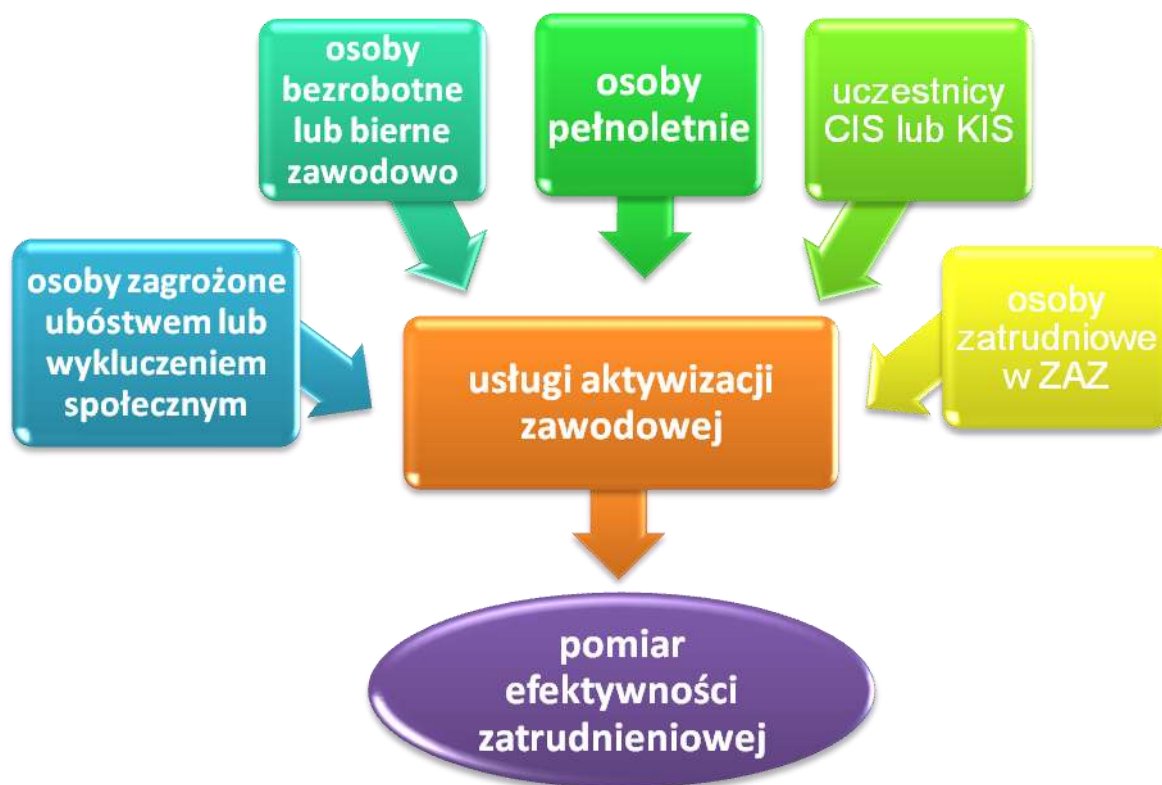 osoby
bezrobotne
lub bierne
zawodowo
osoby
pełnoletnie
uczestnicy
CIS lub KIS
osoby zagrożone
ubóstwem lub
wykluczeniem
społecznym
osoby
zatrudniowe
w ZAZ
usługi aktywizacji
zawodowej
pomiar
efektywności
zatrudnieniowej